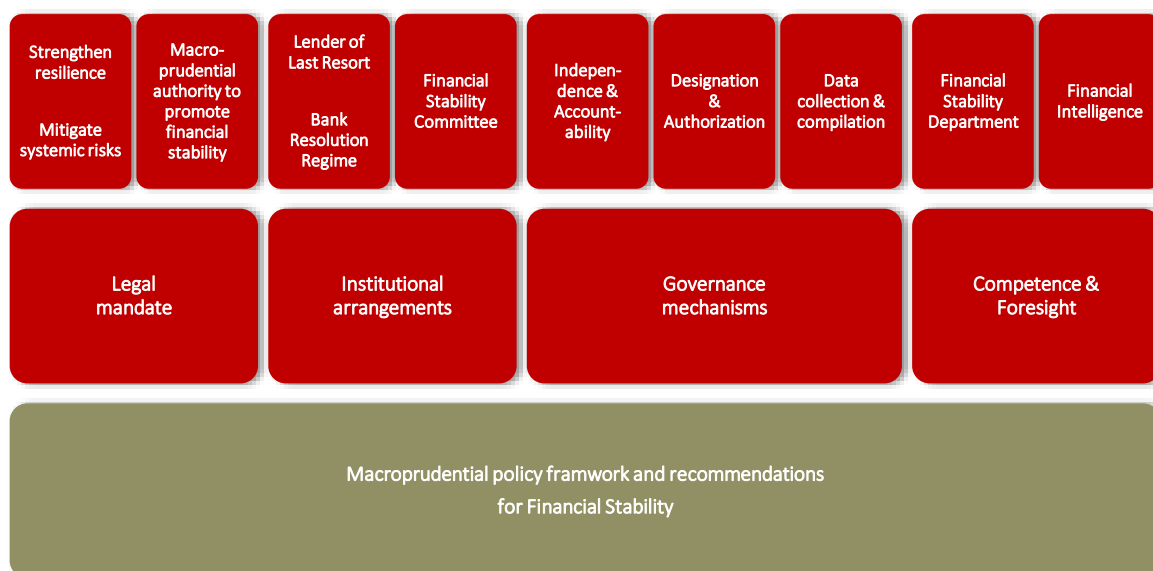 Strengthen
resilience
Mitigate
systemic risks
Macro-
prudential
authority to
promote
financial
stability
Lender of
Last Resort
Bank
Resolution
Regime
Financial
Stability
Committee
Indepen-
dence &
Account-
ability
Designation
&
Authorization
Data
collection &
compilation
Financial
Stability
Department
Financial
Intelligence
Legal
mandate
Institutional
arrangements
Governance
mechanisms
Competence &
Foresight
Macroprudential policy framwork and recommendations
for Financial Stability